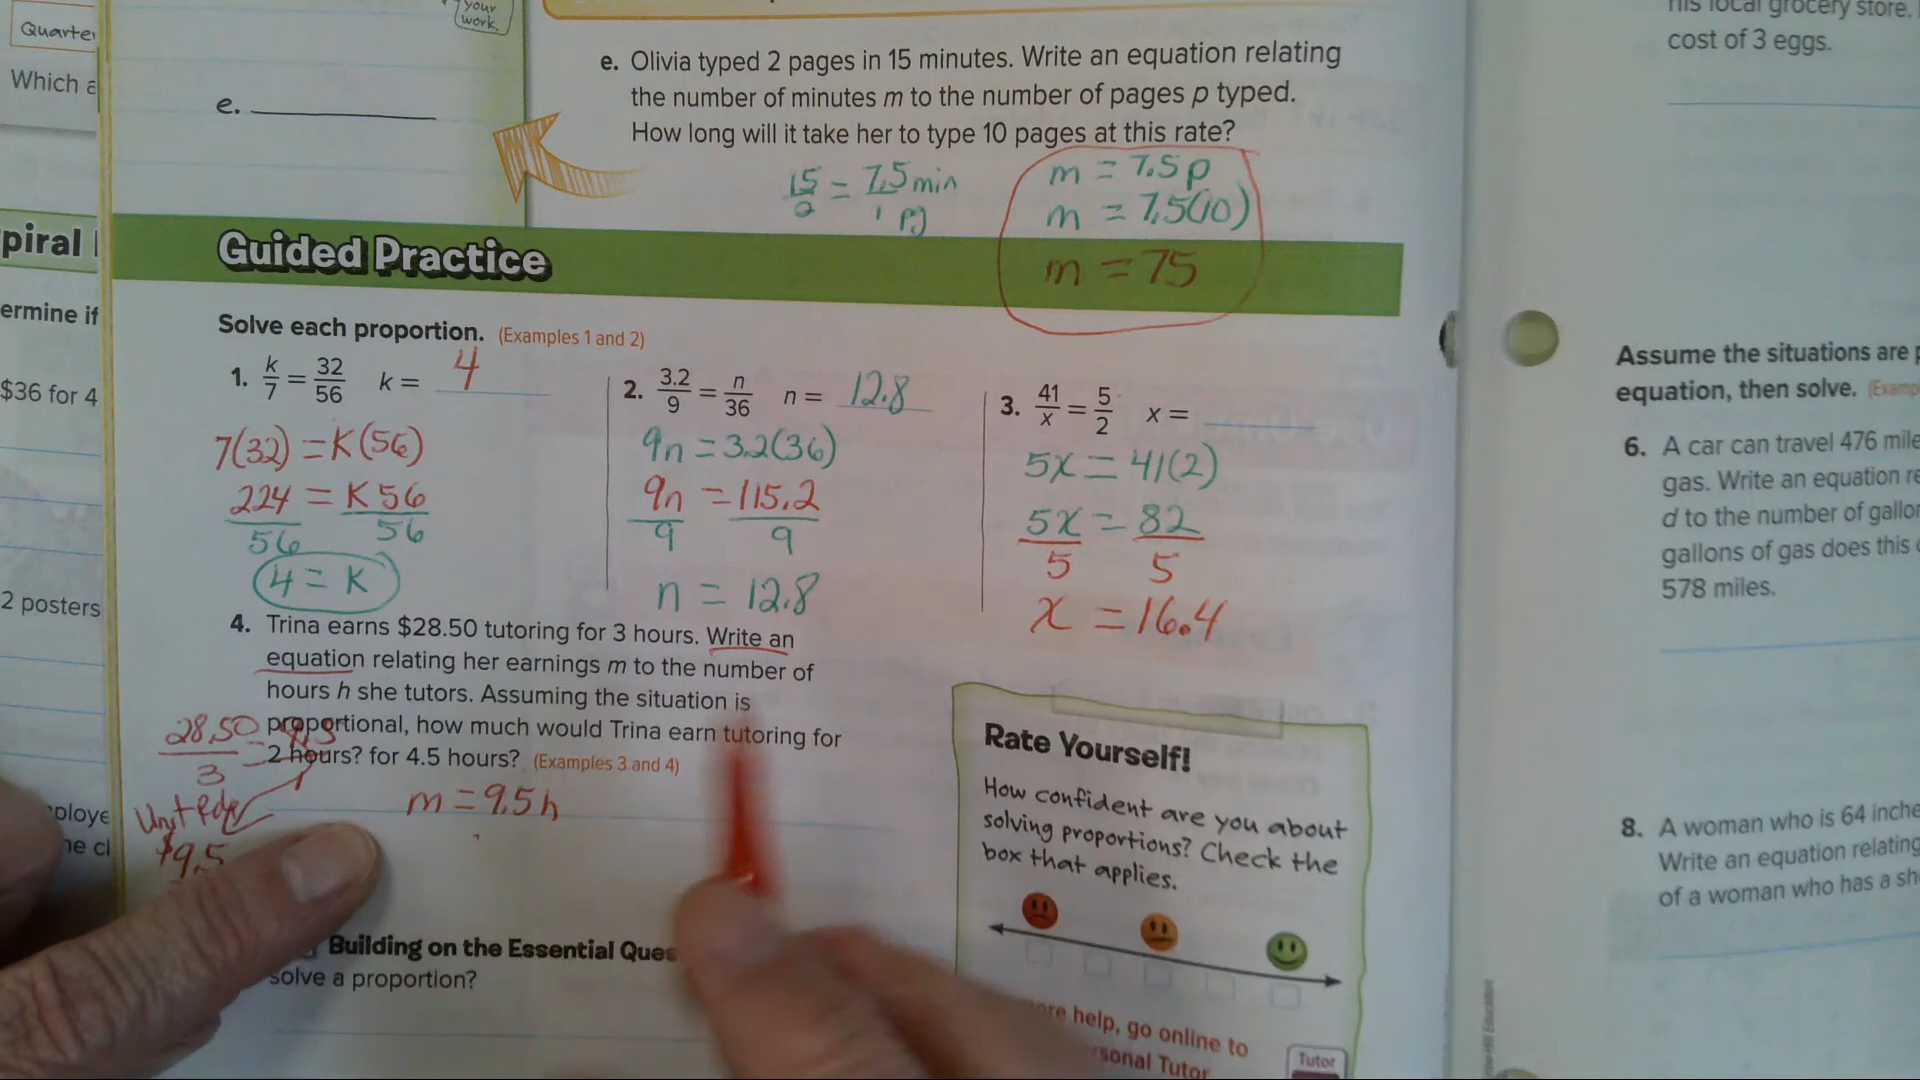 your
work.
Quarte
Which a
e.
e. Olivia typed 2 pages in 15 minutes. Write an equation relating
the number of minutes m to the number of pages p typed.
How long will it take her to type 10 pages at this rate?
15/2 = 7.5 min / 1 pg
m = 7.5p
m = 7.5(10)
m = 75
piral
Guided Practice
ermine if
$36 for 4
2 posters
ploye
Solve each proportion. (Examples 1 and 2)
1. k/7 = 32/56 k = 4
7(32) = K(56)
224 = K 56
56 56
4 = K
2. 3.2/9 = n/36 n = 12.8
9n = 3.2(36)
9n = 115.2
9 9
n = 12.8
3. 41/x = 5/2 x =
5x = 41(2)
5x = 82
5 5
x = 16.4
4. Trina earns $28.50 tutoring for 3 hours. Write an
equation relating her earnings m to the number of
hours h she tutors. Assuming the situation is
proportional, how much would Trina earn tutoring for
2 hours? for 4.5 hours? (Examples 3 and 4)
28.50/3 = 9.5/1
Unit Rate
$9.5
m = 9.5h
Building on the Essential Ques
solve a proportion?
Rate Yourself!
How confident are you about
solving proportions? Check the
box that applies.
help, go online to
sonal Tutor
Tutor
his local grocery store.
cost of 3 eggs.
Assume the situations are p
equation, then solve. (Examp
6. A car can travel 476 mile
gas. Write an equation re
d to the number of gallon
gallons of gas does this
578 miles.
8. A woman who is 64 inche
Write an equation relating
of a woman who has a sh
Hill Education